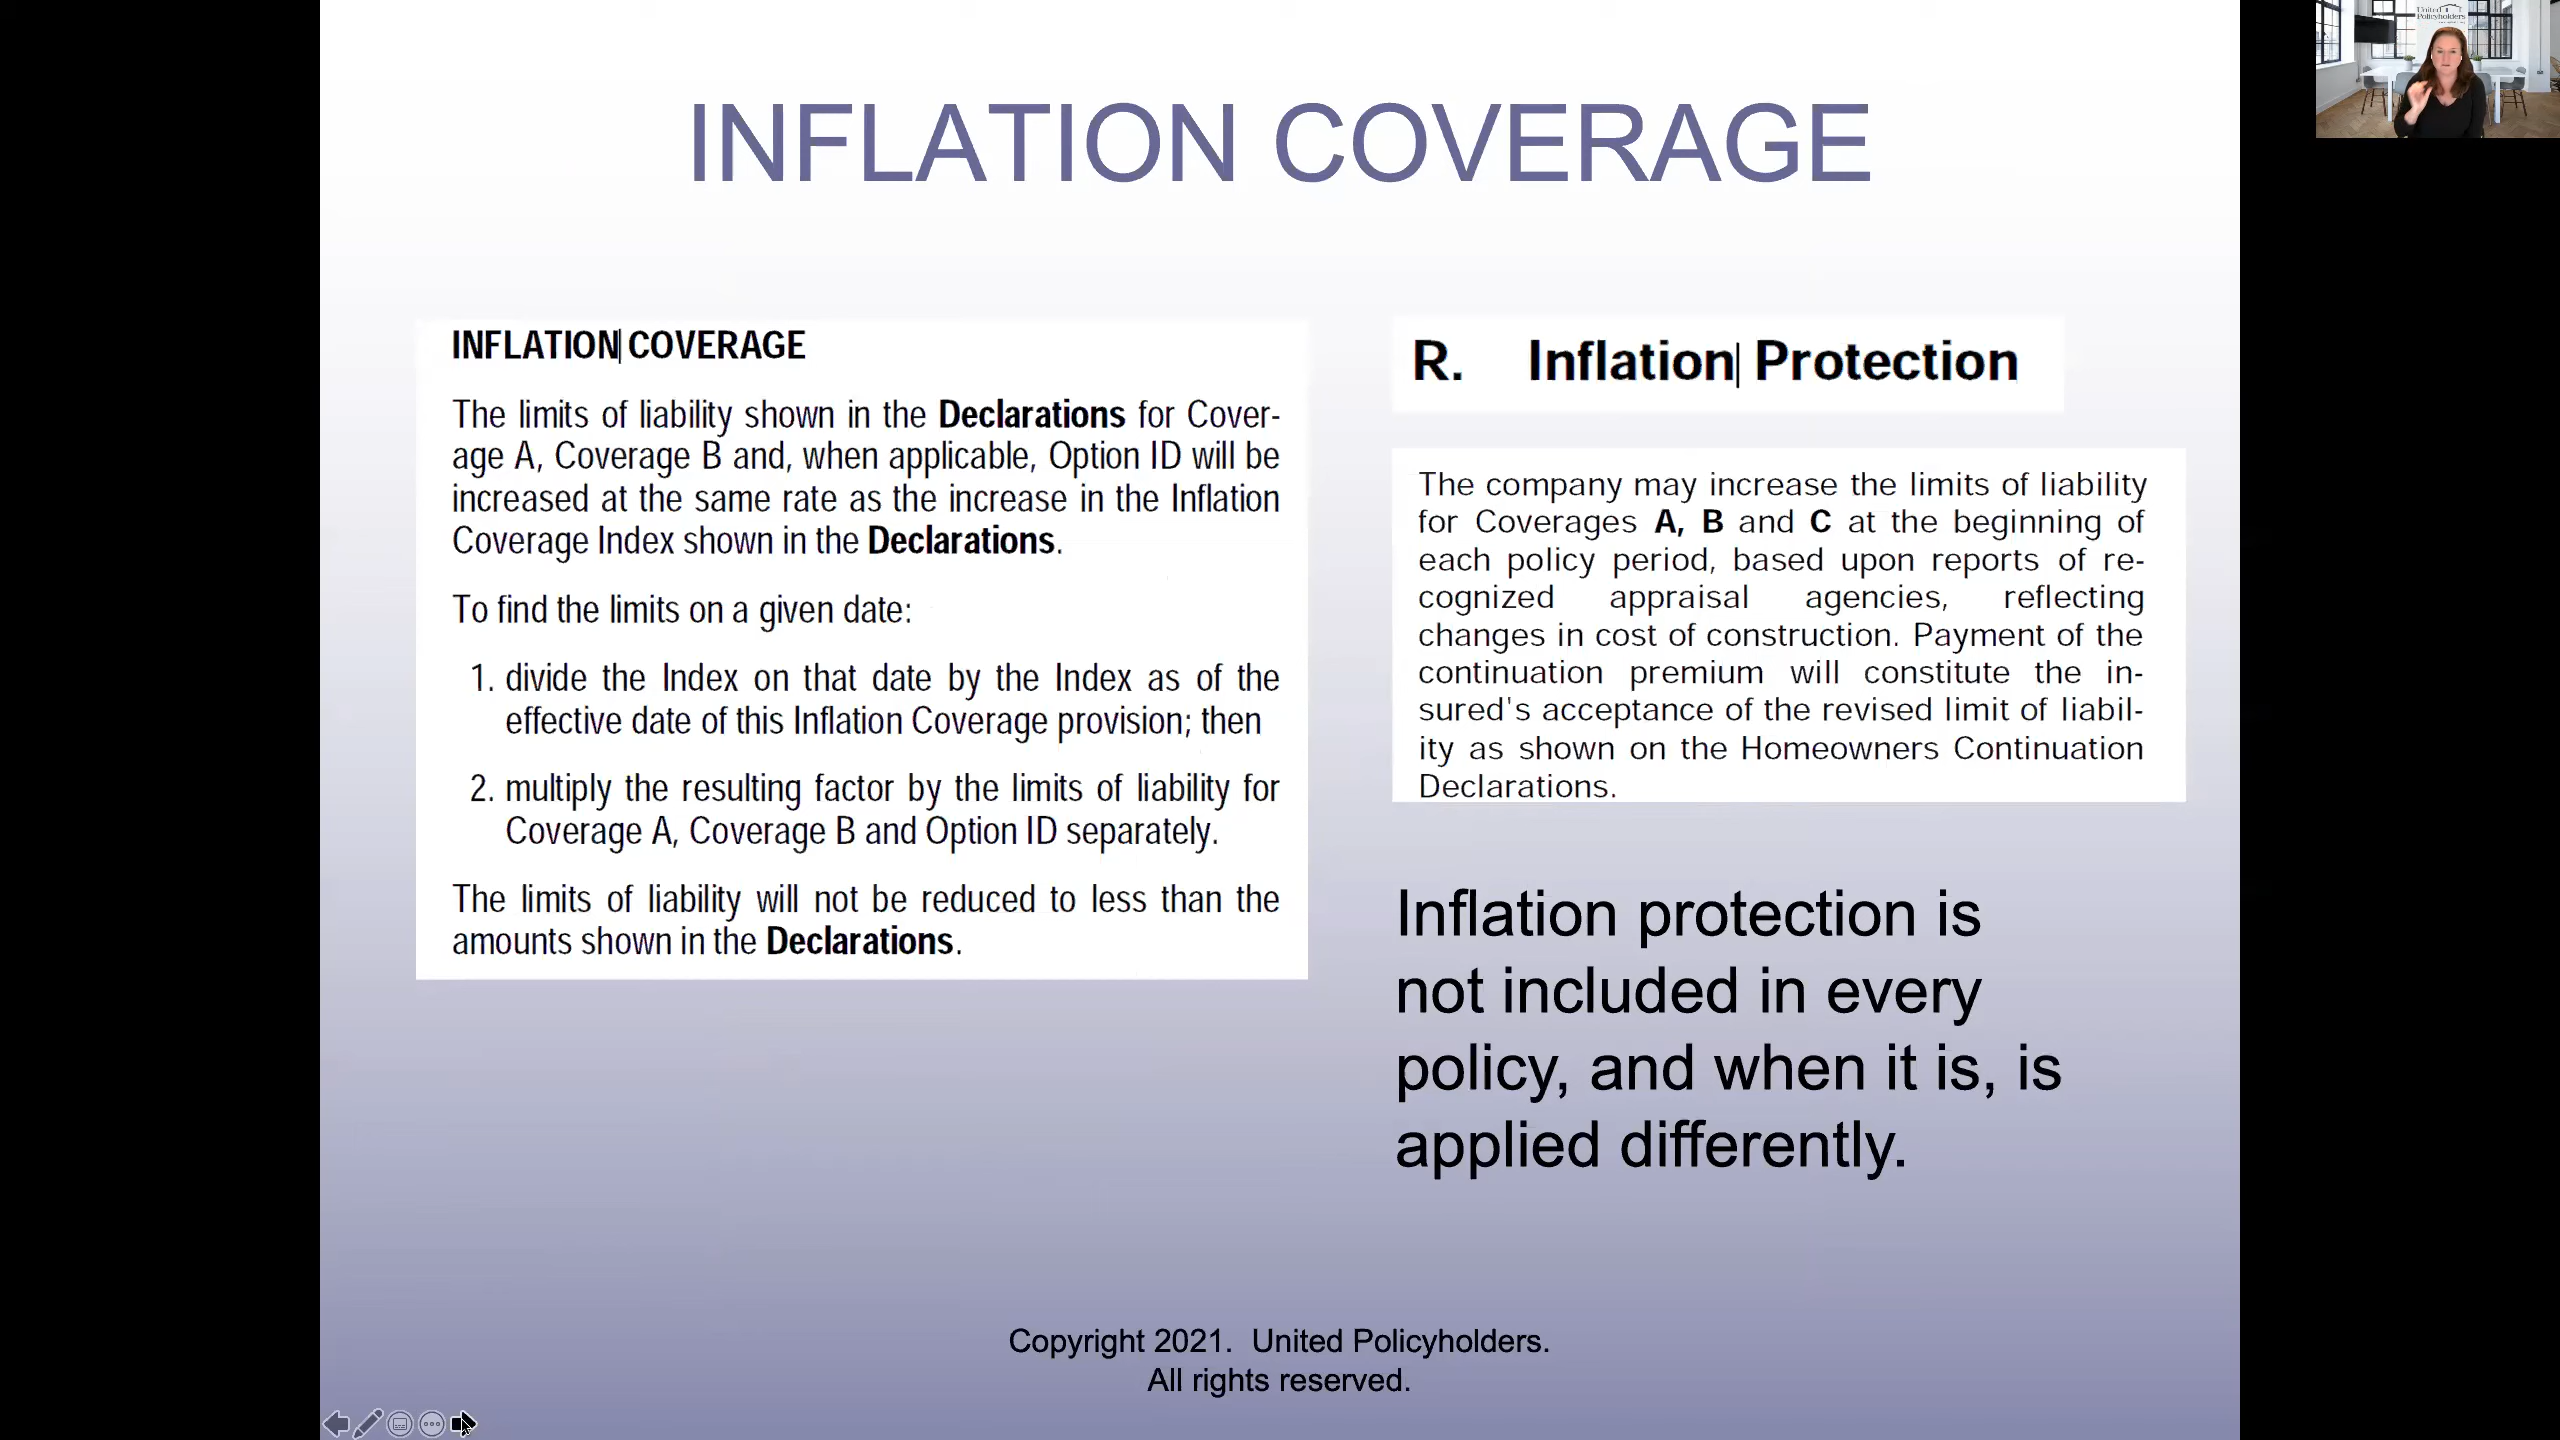 INFLATION COVERAGE
INFLATION COVERAGE
The limits of liability shown in the Declarations for Cover-
age A, Coverage B and, when applicable, Option ID will be
increased at the same rate as the increase in the Inflation
Coverage Index shown in the Declarations.
To find the limits on a given date:
1. divide the Index on that date by the Index as of the
effective date of this Inflation Coverage provision; then
2. multiply the resulting factor by the limits of liability for
Coverage A, Coverage B and Option ID separately.
The limits of liability will not be reduced to less than the
amounts shown in the Declarations.
R. Inflation Protection
The company may increase the limits of liability
for Coverages A, B and C at the beginning of
each policy period, based upon reports of re-
cognized appraisal agencies, reflecting
changes in cost of construction. Payment of the
continuation premium will constitute the in-
sured's acceptance of the revised limit of liabil-
ity as shown on the Homeowners Continuation
Declarations.
Inflation protection is
not included in every
policy, and when it is, is
applied differently.
Copyright 2021. United Policyholders.
All rights reserved.
United
Policyholders